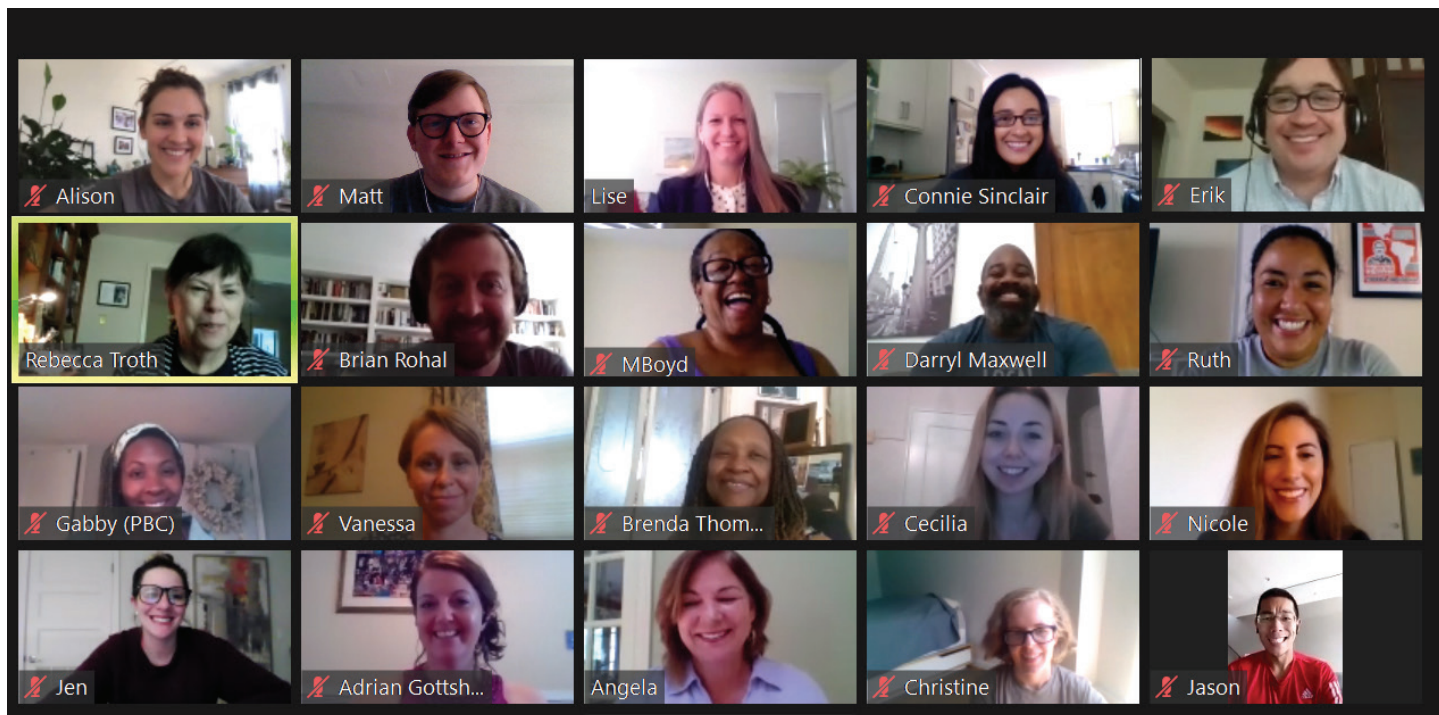 Alison
Matt
Lise
Connie Sinclair
Erik
Rebecca Troth
Brian Rohal
MBoyd
Darryl Maxwell
Ruth
Gabby (PBC)
Vanessa
Brenda Thom...
Cecilia
Nicole
Jen
Adrian Gottsh...
Angela
Christine
Jason